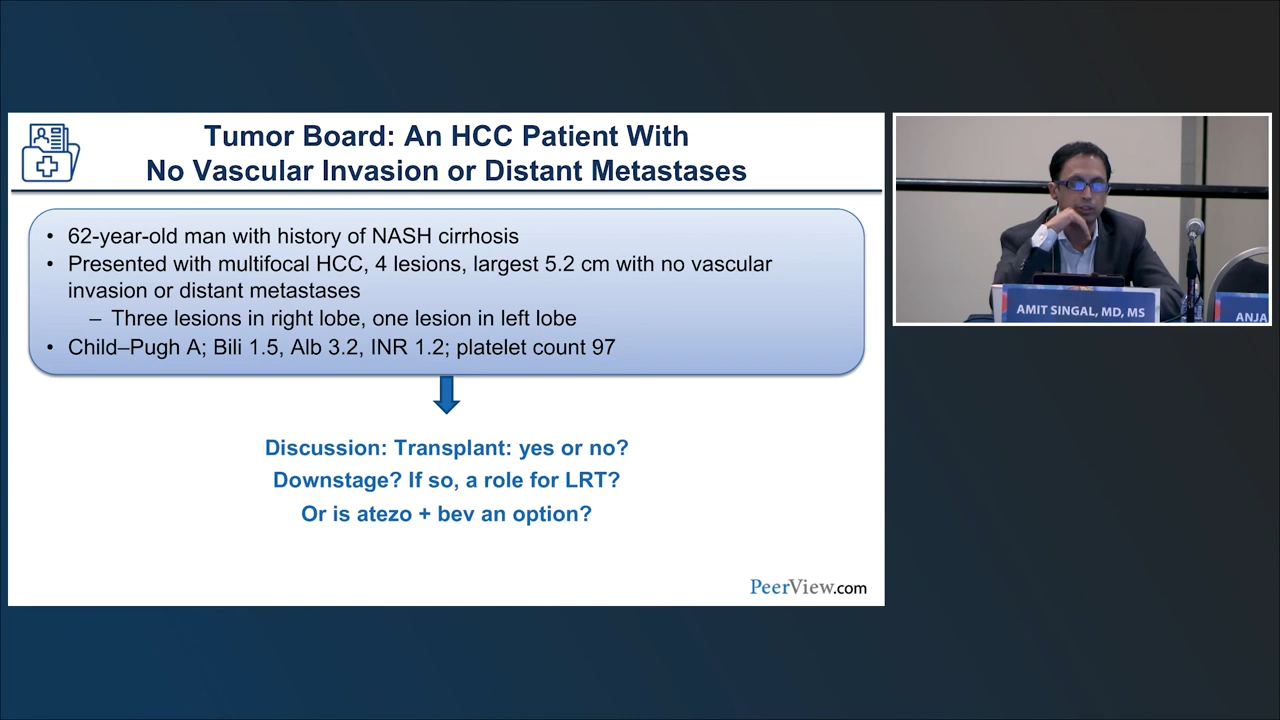 Tumor Board: An HCC Patient With
No Vascular Invasion or Distant Metastases
• 62-year-old man with history of NASH cirrhosis
• Presented with multifocal HCC, 4 lesions, largest 5.2 cm with no vascular
invasion or distant metastases
– Three lesions in right lobe, one lesion in left lobe
• Child–Pugh A; Bili 1.5, Alb 3.2, INR 1.2; platelet count 97
Discussion: Transplant: yes or no?
Downstage? If so, a role for LRT?
Or is atezo + bev an option?
PeerView.com
AMIT SINGAL, MD, MS
ANJA